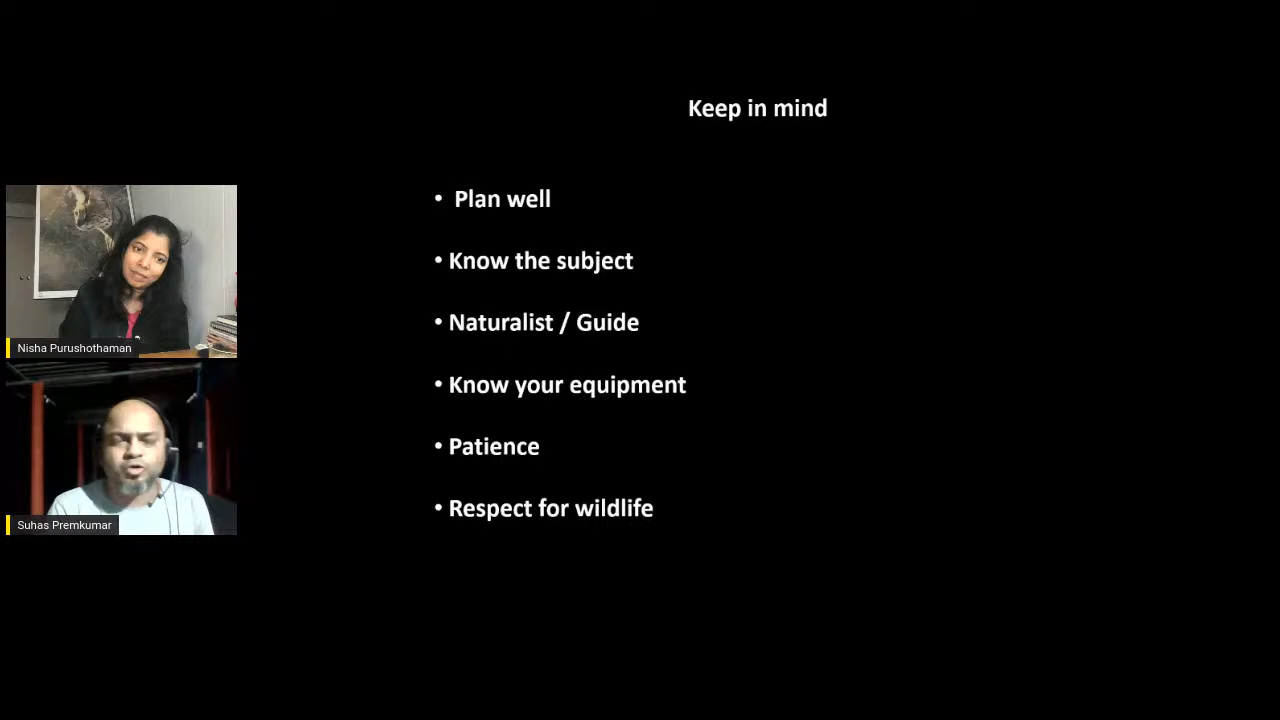 Keep in mind
• Plan well
• Know the subject
• Naturalist / Guide
• Know your equipment
• Patience
• Respect for wildlife
Nisha Purushothaman
Suhas Premkumar